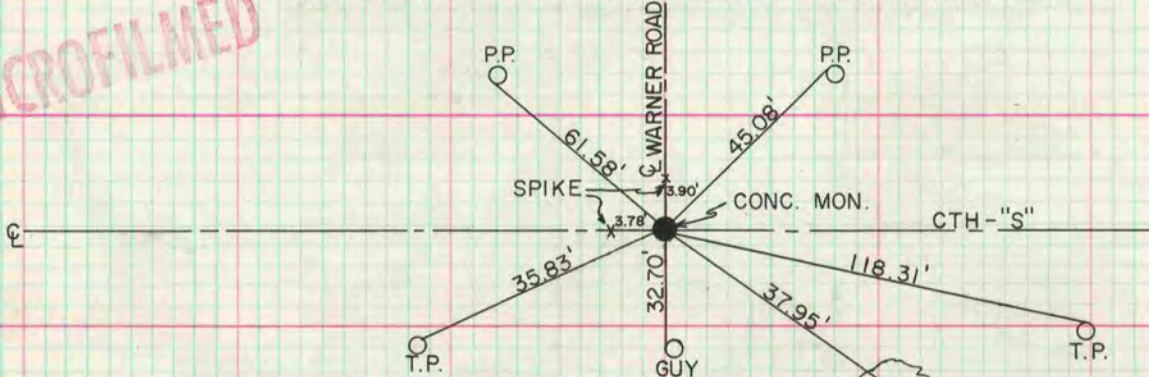 CROFILMED
P.P.
P.P.
℄ WARNER ROAD
61.58'
45.08'
SPIKE
3.90'
CONC. MON.
3.78'
℄
CTH-"S"
35.83'
32.70'
118.31'
37.95'
T.P.
GUY
T.P.